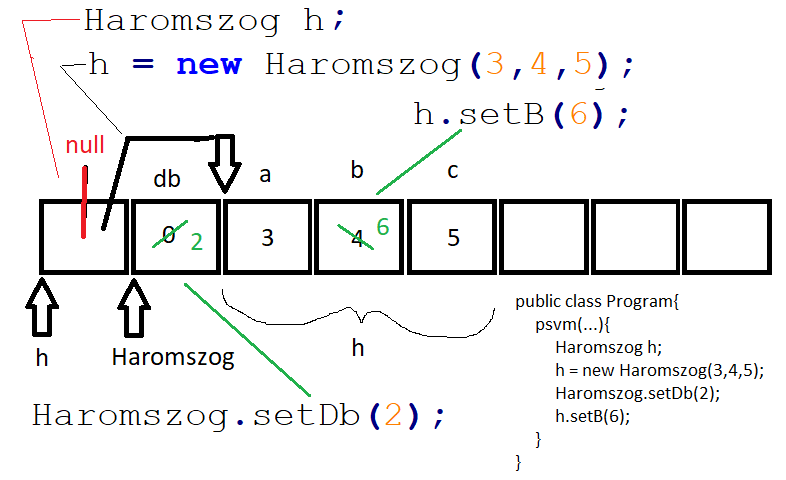 Haromszog h;
h = new Haromszog(3,4,5);
h.setB(6);
null
db a b c
0 2 3 4 6 5
h Haromszog h
Haromszog.setDb(2);
public class Program{
psvm(...){
Haromszog h;
h = new Haromszog(3,4,5);
Haromszog.setDb(2);
h.setB(6);
}
}